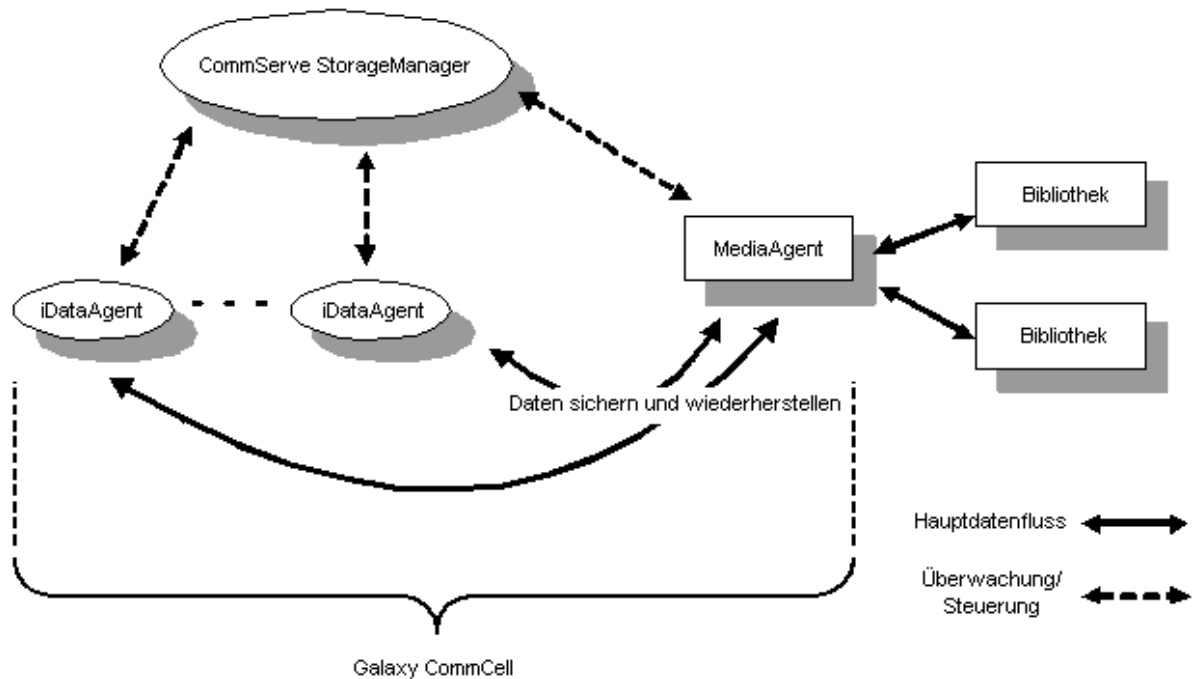 CommServe StorageManager
Bibliothek
MediaAgent
iDataAgent
iDataAgent
Bibliothek
Daten sichern und wiederherstellen
Hauptdatenfluss
Überwachung/
Steuerung
Galaxy CommCell